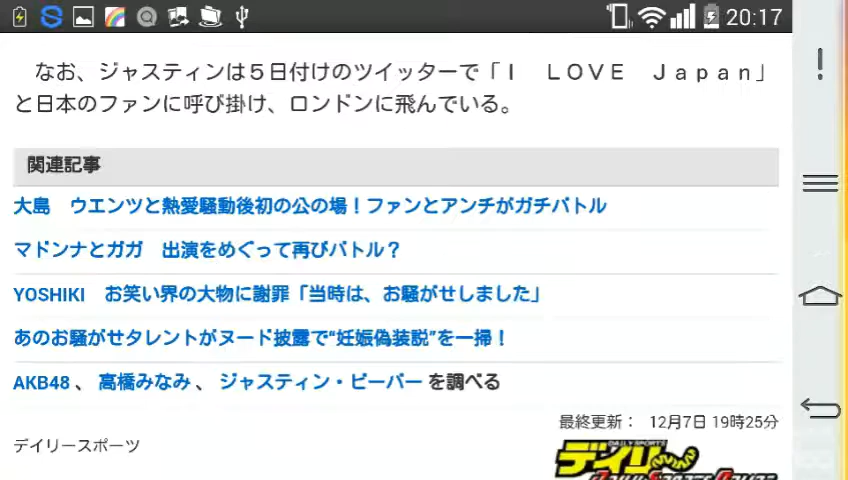 20:17
なお、ジャスティンは５日付けのツイッターで「Ｉ　ＬＯＶＥ　Ｊａｐａｎ」
と日本のファンに呼び掛け、ロンドンに飛んでいる。
関連記事
大島　ウエンツと熱愛騒動後初の公の場！ファンとアンチがガチバトル
マドンナとガガ　出演をめぐって再びバトル？
YOSHIKI　お笑い界の大物に謝罪「当時は、お騒がせしました」
あのお騒がせタレントがヌード披露で“妊娠偽装説”を一掃！
AKB48 、 高橋みなみ 、 ジャスティン・ビーバー を調べる
最終更新： 12月7日 19時25分
デイリースポーツ
DAILY SPORTS
デイリー